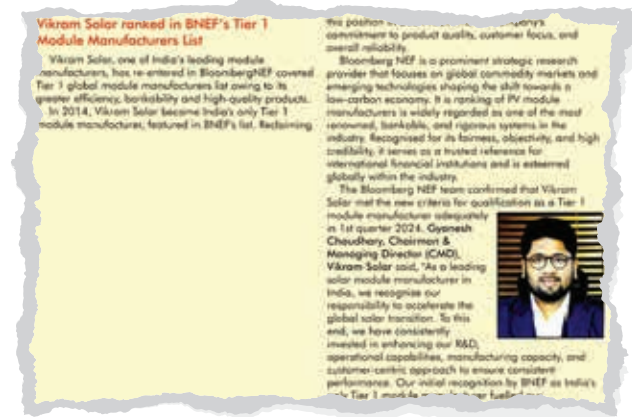 Vikram Solar ranked in BNEF's Tier 1
Module Manufacturers List
Vikram Solar, one of India's leading module
manufacturers, has re-entered in BloombergNEF coveted
Tier 1 global module manufacturers list owing to its
greater efficiency, bankability and high-quality products.
In 2014, Vikram Solar became India's only Tier 1
module manufacturer, featured in BNEF's list. Reclaiming
this position
commitment to product quality, customer focus, and
overall reliability.
Bloomberg NEF is a prominent strategic research
provider that focuses on global commodity markets and
emerging technologies shaping the shift towards a
low-carbon economy. It is ranking of PV module
manufacturers is widely regarded as one of the most
renowned, bankable, and rigorous systems in the
industry. Recognised for its fairness, objectivity, and high
credibility, it serves as a trusted reference for
international financial institutions and is esteemed
globally within the industry.
The Bloomberg NEF team confirmed that Vikram
Solar met the new criteria for qualification as a Tier 1
module manufacturer adequately
in 1st quarter 2024. Gyanesh
Chaudhary, Chairman &
Managing Director (CMD),
Vikram Solar said, "As a leading
solar module manufacturer in
India, we recognise our
responsibility to accelerate the
global solar transition. To this
end, we have consistently
invested in enhancing our R&D,
operational capabilities, manufacturing capacity, and
customer-centric approach to ensure consistent
performance. Our initial recognition by BNEF as India's
only Tier 1 module manufacturer fuelled